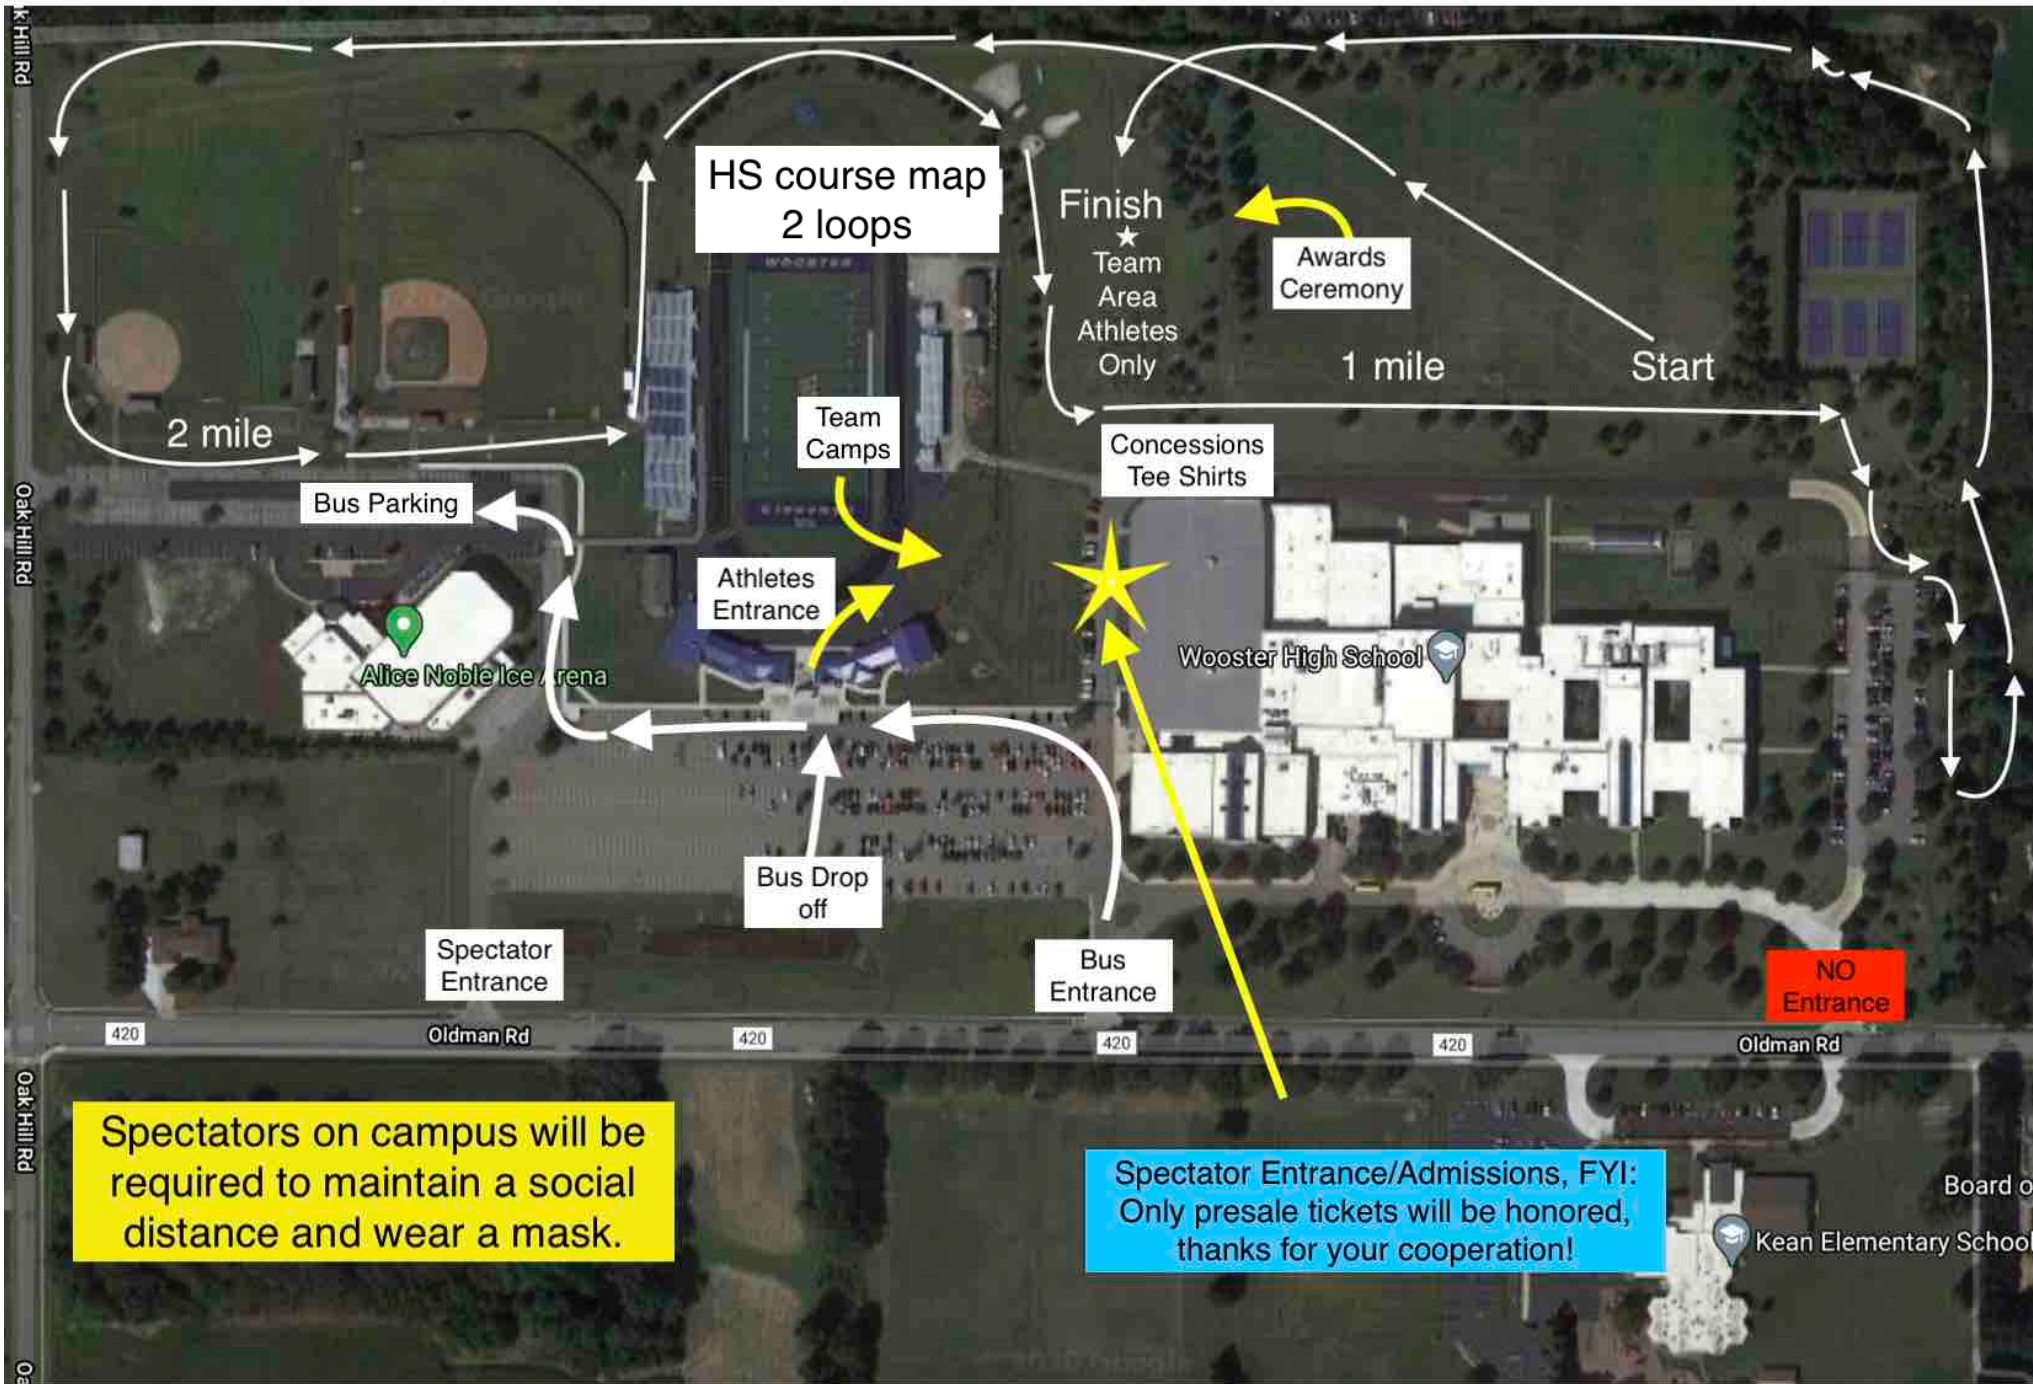 k Hill Rd
HS course map
2 loops
Finish
Team
Area
Athletes
Only
Awards
Ceremony
WOOSTER
1 mile
Start
2 mile
Team
Camps
Concessions
Tee Shirts
Bus Parking
Oak Hill Rd
Athletes
Entrance
Wooster High School
Alice Noble Ice Arena
Bus Drop
off
Spectator
Entrance
Bus
Entrance
NO
Entrance
420
Oldman Rd
420
420
420
Oldman Rd
Oak Hill Rd
Spectators on campus will be
required to maintain a social
distance and wear a mask.
Spectator Entrance/Admissions, FYI:
Only presale tickets will be honored,
thanks for your cooperation!
Board o
Kean Elementary School
Oa